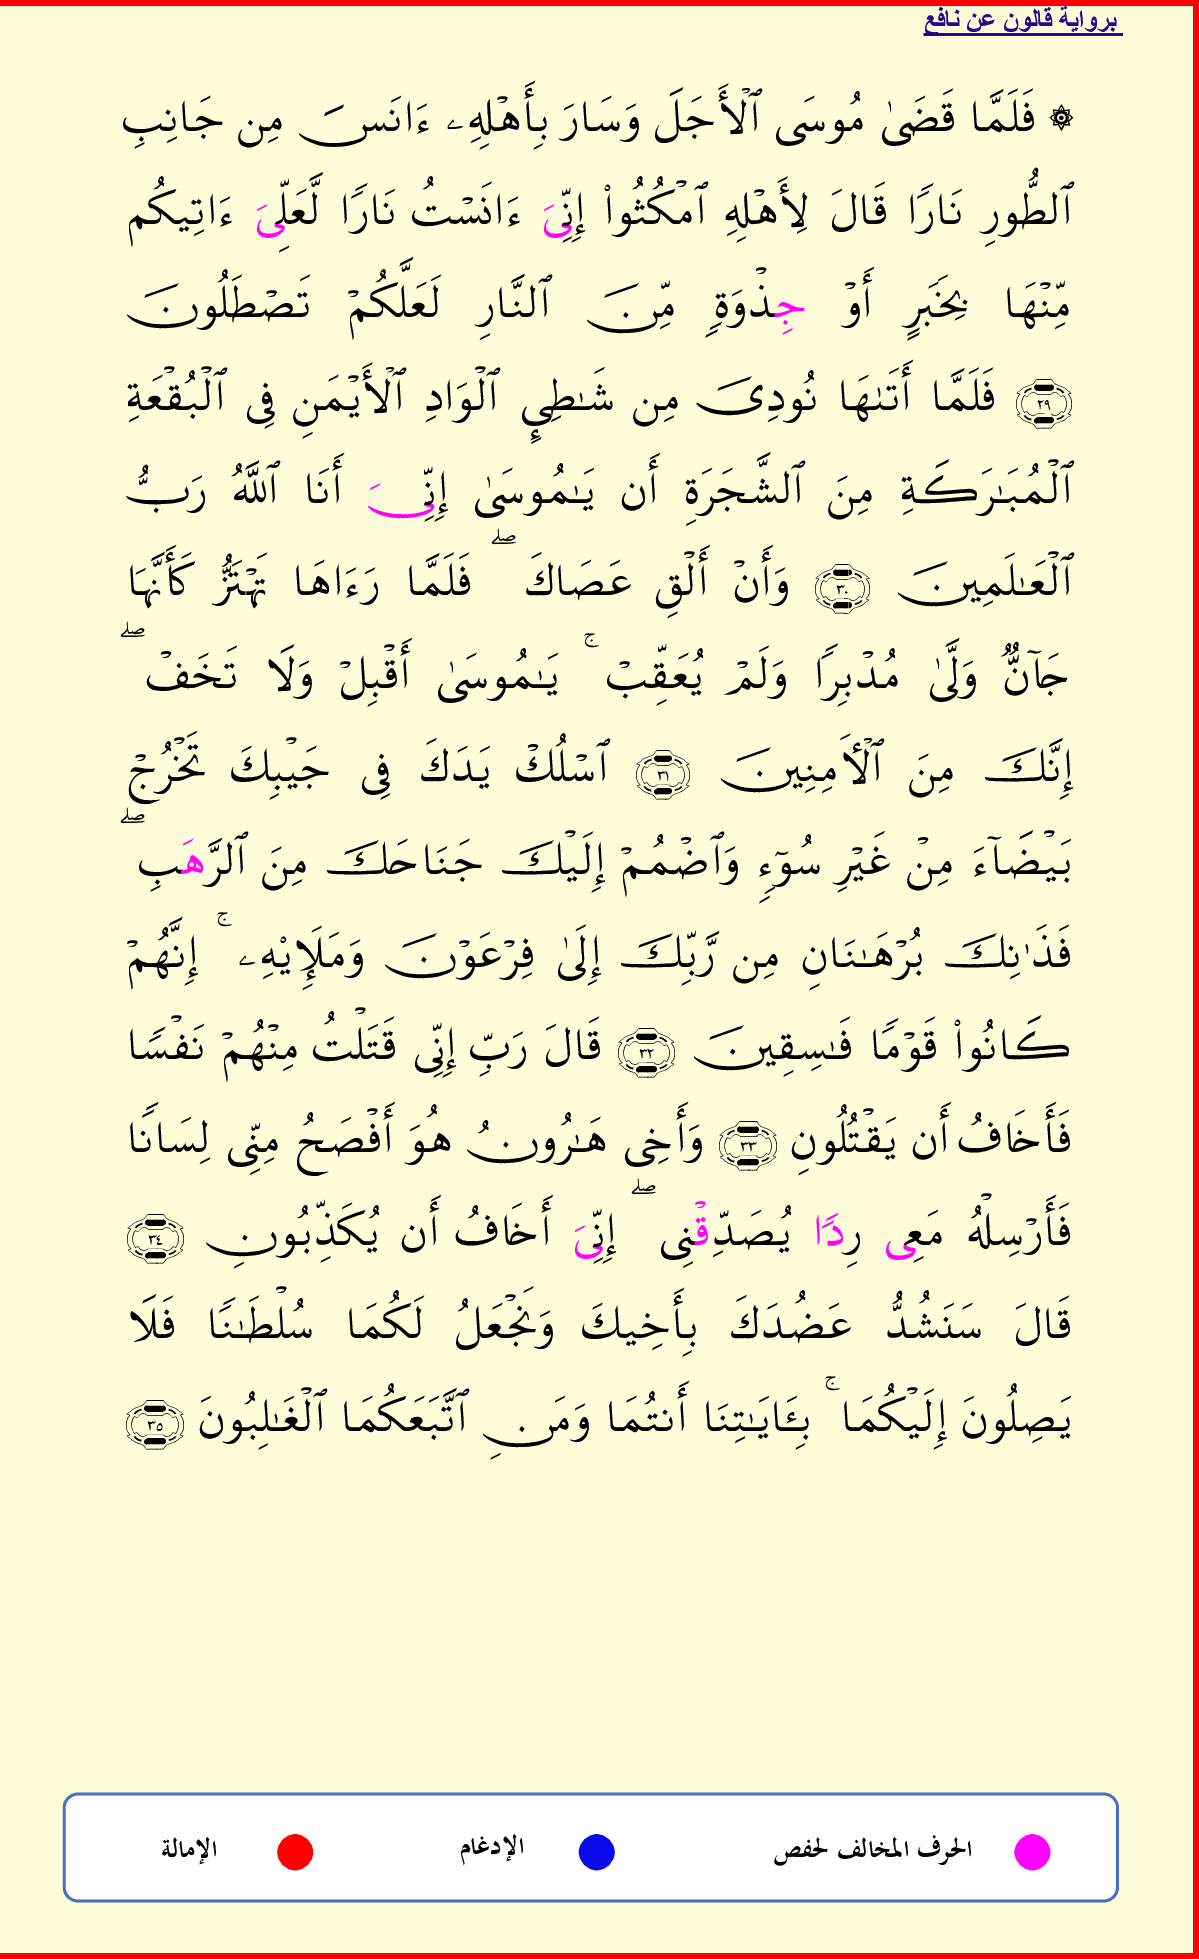 برواية قالون عن نافع
۞ فَلَمَّا قَضَىٰ مُوسَى ٱلۡأَجَلَ وَسَارَ بِأَهۡلِهِۦ ءَانَسَ مِن جَانِبِ
ٱلطُّورِ نَارٗا قَالَ لِأَهۡلِهِ ٱمۡكُثُواْ إِنِّيَ ءَانَسۡتُ نَارٗا لَّعَلِّيَ ءَاتِيكُم
مِّنۡهَا بِخَبَرٍ أَوۡ جِذۡوَةٖ مِّنَ ٱلنَّارِ لَعَلَّكُمۡ تَصۡطَلُونَ
٢٩ فَلَمَّا أَتَىٰهَا نُودِيَ مِن شَٰطِيِٕ ٱلۡوَادِ ٱلۡأَيۡمَنِ فِي ٱلۡبُقۡعَةِ
ٱلۡمُبَٰرَكَةِ مِنَ ٱلشَّجَرَةِ أَن يَٰمُوسَىٰ إِنِّيَ أَنَا ٱللَّهُ رَبُّ
ٱلۡعَٰلَمِينَ ٣٠ وَأَنۡ أَلۡقِ عَصَاكَۖ فَلَمَّا رَءَاهَا تَهۡتَزُّ كَأَنَّهَا
جَآنّٞ وَلَّىٰ مُدۡبِرٗا وَلَمۡ يُعَقِّبۡۚ يَٰمُوسَىٰ أَقۡبِلۡ وَلَا تَخَفۡۖ
إِنَّكَ مِنَ ٱلۡأٓمِنِينَ ٣١ ٱسۡلُكۡ يَدَكَ فِي جَيۡبِكَ تَخۡرُجۡ
بَيۡضَآءَ مِنۡ غَيۡرِ سُوٓءٖ وَٱضۡمُمۡ إِلَيۡكَ جَنَاحَكَ مِنَ ٱلرَّهَبِۖ
فَذَٰنِكَ بُرۡهَٰنَانِ مِن رَّبِّكَ إِلَىٰ فِرۡعَوۡنَ وَمَلَإِيْهِۦۚ إِنَّهُمۡ
كَانُواْ قَوۡمٗا فَٰسِقِينَ ٣٢ قَالَ رَبِّ إِنِّي قَتَلۡتُ مِنۡهُمۡ نَفۡسٗا
فَأَخَافُ أَن يَقۡتُلُونِ ٣٣ وَأَخِي هَٰرُونُ هُوَ أَفۡصَحُ مِنِّي لِسَانٗا
فَأَرۡسِلۡهُ مَعِي رِدٗا يُصَدِّقۡنِيۖ إِنِّيَ أَخَافُ أَن يُكَذِّبُونِ ٣٤
قَالَ سَنَشُدُّ عَضُدَكَ بِأَخِيكَ وَنَجۡعَلُ لَكُمَا سُلۡطَٰنٗا فَلَا
يَصِلُونَ إِلَيۡكُمَاۚ بِـَٔايَٰتِنَا أَنتُمَا وَمَنِ ٱتَّبَعَكُمَا ٱلۡغَٰلِبُونَ ٣٥
الحرف المخالف لحفص الإدغام الإمالة